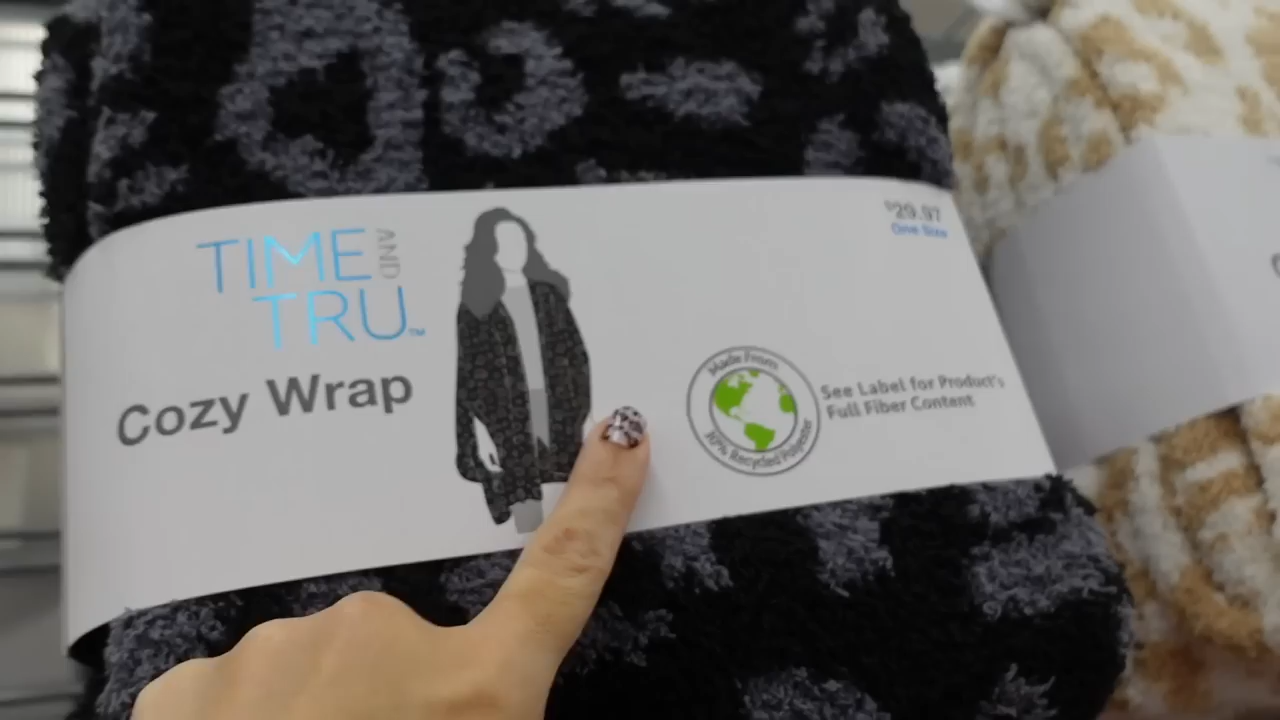 TIME AND
TRU™
Cozy Wrap
$29.97
One Size
Made From
See Label for Product's
Full Fiber Content
Recycled Polyester